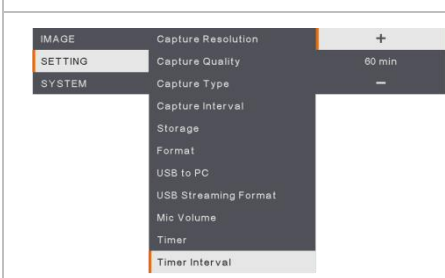 IMAGE Capture Resolution +
SETTING Capture Quality 60 min
SYSTEM Capture Type −
Capture Interval
Storage
Format
USB to PC
USB Streaming Format
Mic Volume
Timer
Timer Interval